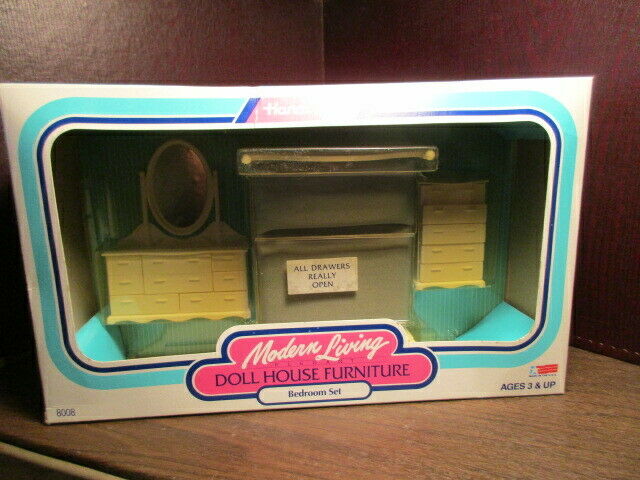 ALL DRAWERS
REALLY
OPEN
Modern Living
DOLL HOUSE FURNITURE
Bedroom Set
8008
AGES 3 & UP